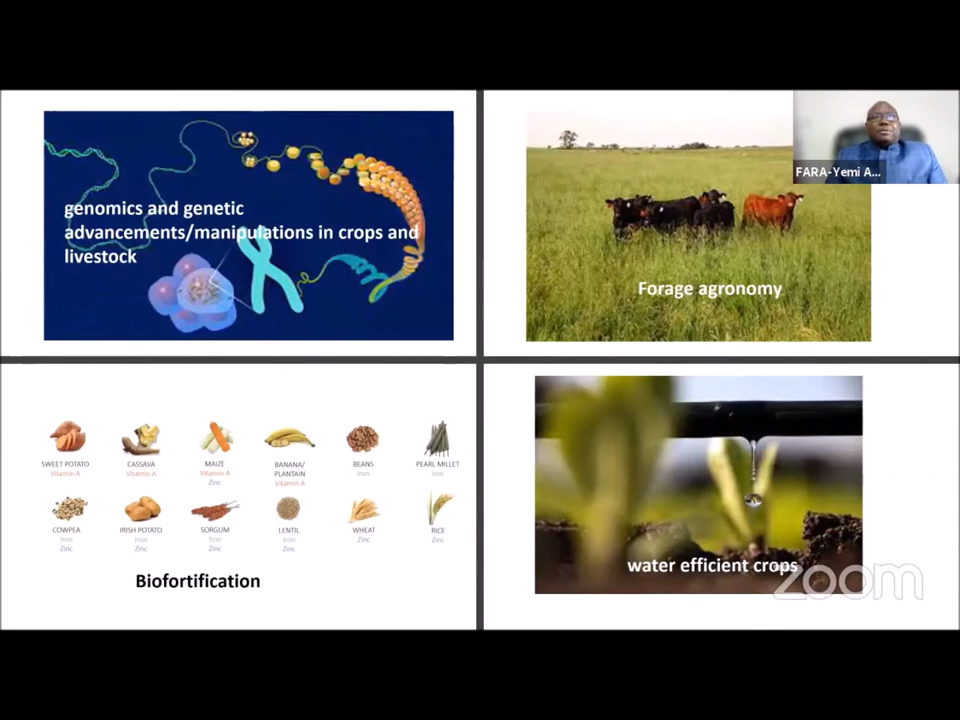 genomics and genetic
advancements/manipulations in crops and
livestock
FARA-Yemi A...
Forage agronomy
SWEET POTATO
Vitamin A
CASSAVA
Vitamin A
MAIZE
Vitamin A
Zinc
BANANA/
PLANTAIN
Vitamin A
BEANS
Iron
PEARL MILLET
Iron
COWPEA
Iron
Zinc
IRISH POTATO
Iron
Zinc
SORGUM
Iron
Zinc
LENTIL
Iron
Zinc
WHEAT
Zinc
RICE
Zinc
Biofortification
water efficient crops
zoom